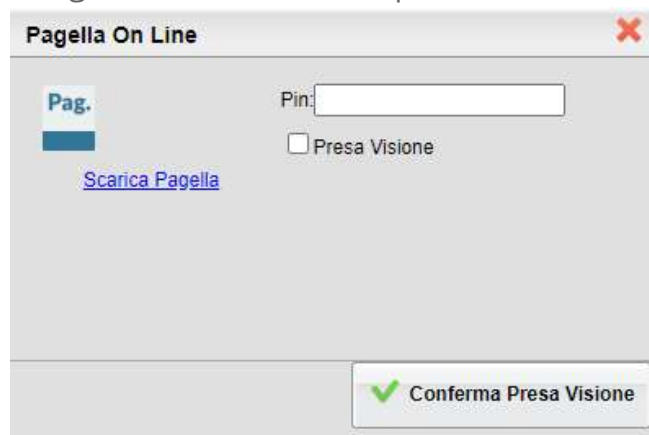 Pagella On Line
Pag.
Pin:
Presa Visione
Scarica Pagella
Conferma Presa Visione